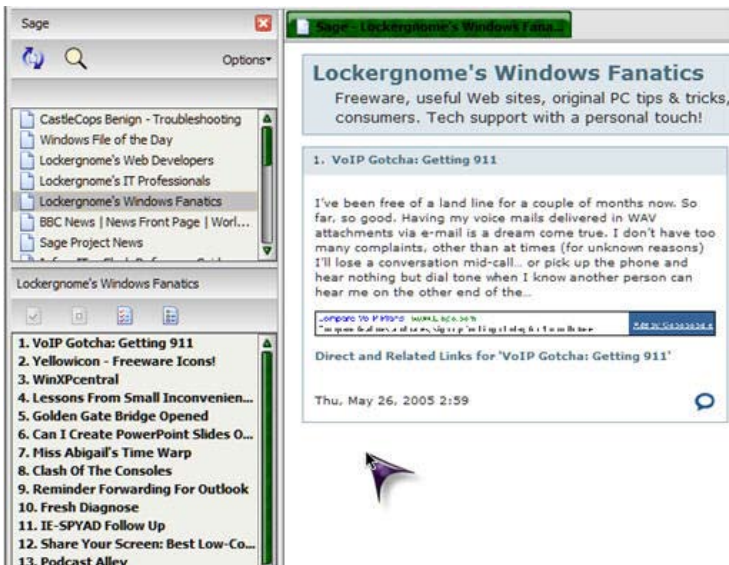 Sage
Options
CastleCops Benign - Troubleshooting
Windows File of the Day
Lockergnome's Web Developers
Lockergnome's IT Professionals
Lockergnome's Windows Fanatics
BBC News | News Front Page | Worl...
Sage Project News
Lockergnome's Windows Fanatics
1. VoIP Gotcha: Getting 911
2. Yellowicon - Freeware Icons!
3. WinXPcentral
4. Lessons From Small Inconvenien...
5. Golden Gate Bridge Opened
6. Can I Create PowerPoint Slides O...
7. Miss Abigail's Time Warp
8. Clash Of The Consoles
9. Reminder Forwarding For Outlook
10. Fresh Diagnose
11. IE-SPYAD Follow Up
12. Share Your Screen: Best Low-Co...
13. Podcast Alley
Sage - Lockergnome's Windows Fana...
Lockergnome's Windows Fanatics
Freeware, useful Web sites, original PC tips & tricks,
consumers. Tech support with a personal touch!
1. VoIP Gotcha: Getting 911
I've been free of a land line for a couple of months now. So
far, so good. Having my voice mails delivered in WAV
attachments via e-mail is a dream come true. I don't have too
many complaints, other than at times (for unknown reasons)
I'll lose a conversation mid-call... or pick up the phone and
hear nothing but dial tone when I know another person can
hear me on the other end of the...
Compare VoIP Plans
Direct and Related Links for 'VoIP Gotcha: Getting 911'
Thu, May 26, 2005 2:59